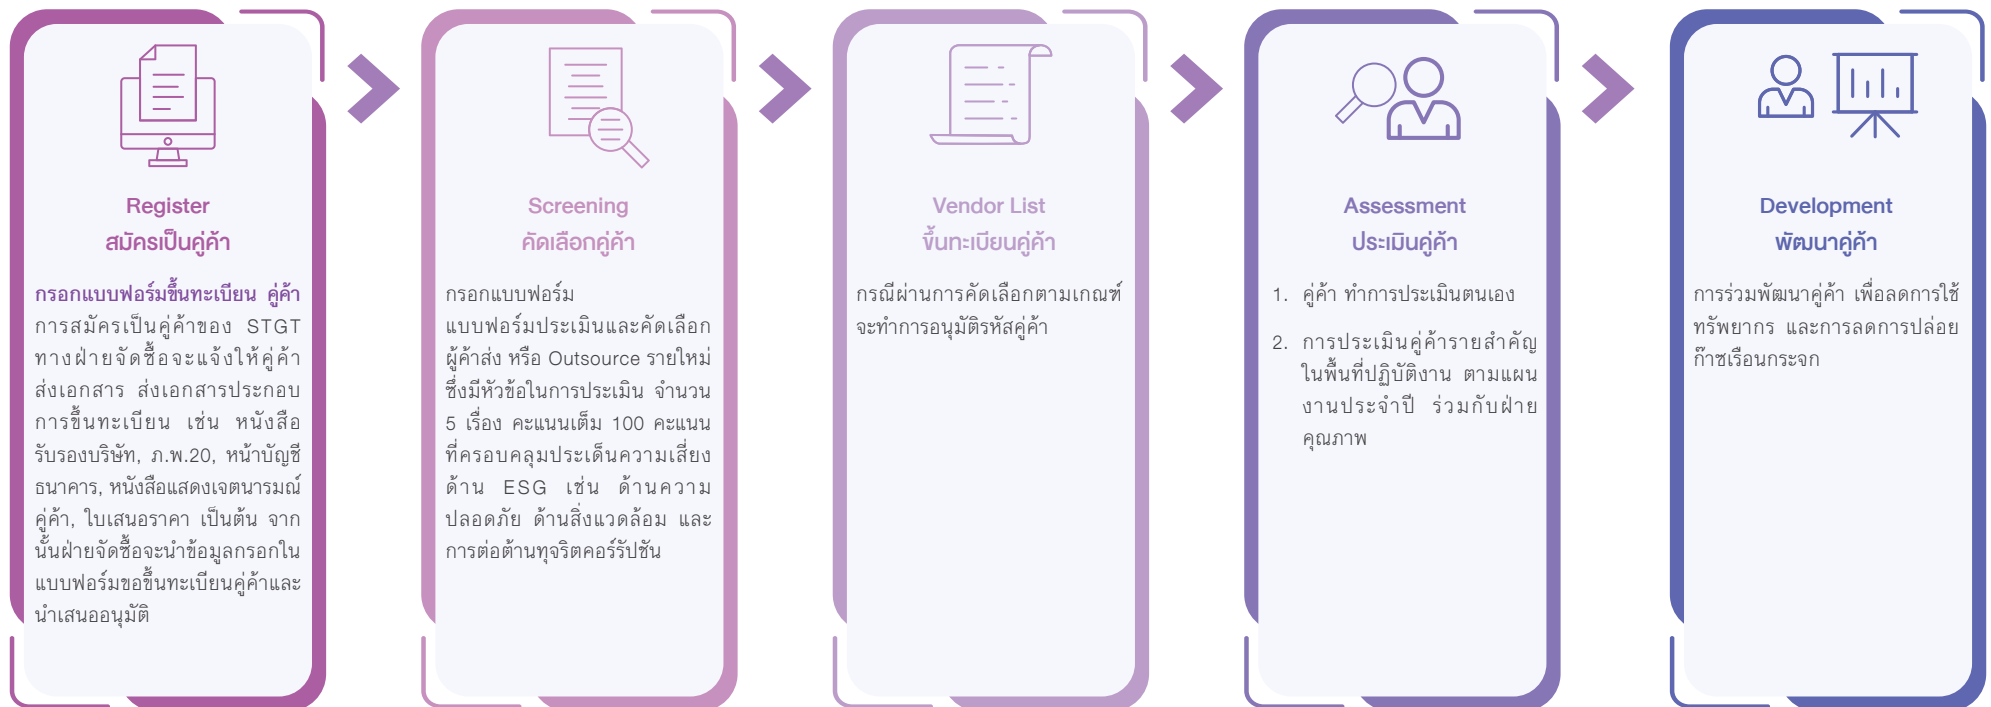 Register
สมัครเป็นคู่ค้า
กรอกแบบฟอร์มขึ้นทะเบียน คู่ค้า
การสมัครเป็นคู่ค้าของ STGT
ทางฝ่ายจัดซื้อจะแจ้งให้คู่ค้า
ส่งเอกสาร ส่งเอกสารประกอบ
การขึ้นทะเบียน เช่น หนังสือ
รับรองบริษัท, ภ.พ.20, หน้าบัญชี
ธนาคาร, หนังสือแสดงเจตนารมณ์
คู่ค้า, ใบเสนอราคา เป็นต้น จาก
นั้นฝ่ายจัดซื้อจะนำข้อมูลกรอกใน
แบบฟอร์มขอขึ้นทะเบียนคู่ค้าและ
นำเสนออนุมัติ
Screening
คัดเลือกคู่ค้า
กรอกแบบฟอร์ม
แบบฟอร์มประเมินและคัดเลือก
ผู้ค้าส่ง หรือ Outsource รายใหม่
ซึ่งมีหัวข้อในการประเมิน จำนวน
5 เรื่อง คะแนนเต็ม 100 คะแนน
ที่ครอบคลุมประเด็นความเสี่ยง
ด้าน ESG เช่น ด้านความ
ปลอดภัย ด้านสิ่งแวดล้อม และ
การต่อต้านทุจริตคอร์รัปชัน
Vendor List
ขึ้นทะเบียนคู่ค้า
กรณีผ่านการคัดเลือกตามเกณฑ์
จะทำการอนุมัติรหัสคู่ค้า
Assessment
ประเมินคู่ค้า
1. คู่ค้า ทำการประเมินตนเอง
2. การประเมินคู่ค้ารายสำคัญ
ในพื้นที่ปฏิบัติงาน ตามแผน
งานประจำปี ร่วมกับฝ่าย
คุณภาพ
Development
พัฒนาคู่ค้า
การร่วมพัฒนาคู่ค้า เพื่อลดการใช้
ทรัพยากร และการลดการปล่อย
ก๊าซเรือนกระจก